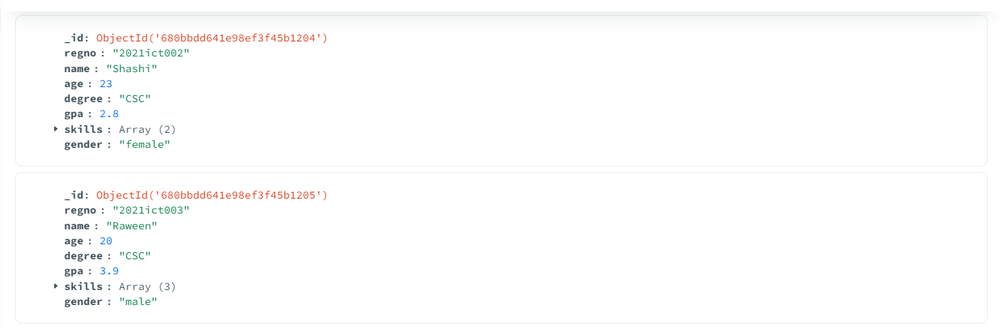 _id: ObjectId('680bbdd641e98ef3f45b1204')
regno : "2021ict002"
name : "Shashi"
age : 23
degree : "CSC"
gpa : 2.8
skills : Array (2)
gender : "female"
_id: ObjectId('680bbdd641e98ef3f45b1205')
regno : "2021ict003"
name : "Raween"
age : 20
degree : "CSC"
gpa : 3.9
skills : Array (3)
gender : "male"